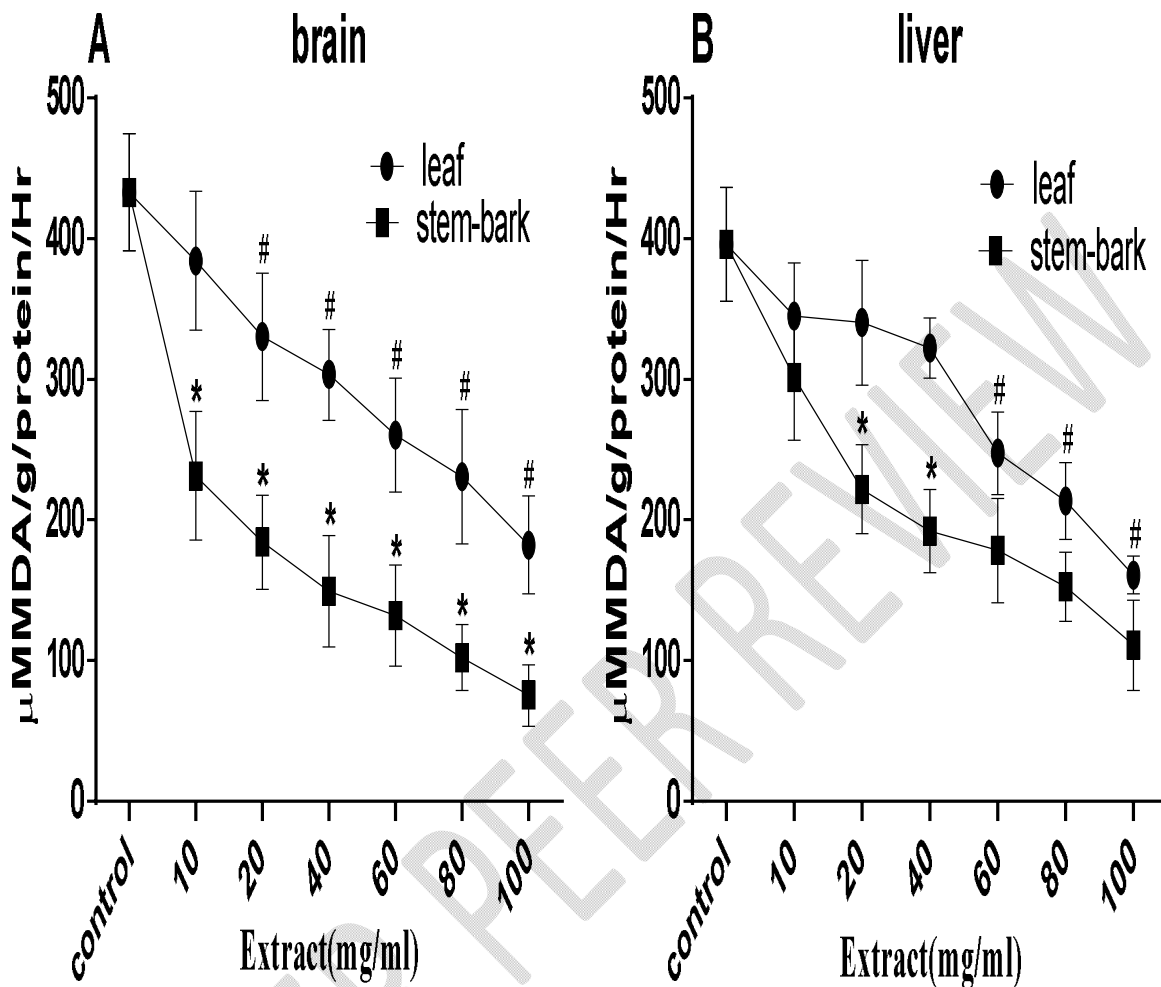 A brain
500
400
300
200
100
0
μMMDA/g/protein/Hr
leaf
stem-bark
#
#
#
#
#
#
*
*
*
*
*
*
control 10 20 40 60 80 100
Extract(mg/ml)
B liver
500
400
300
200
100
0
μMMDA/g/protein/Hr
leaf
stem-bark
#
#
#
*
*
control 10 20 40 60 80 100
Extract(mg/ml)
PEER REVIEW